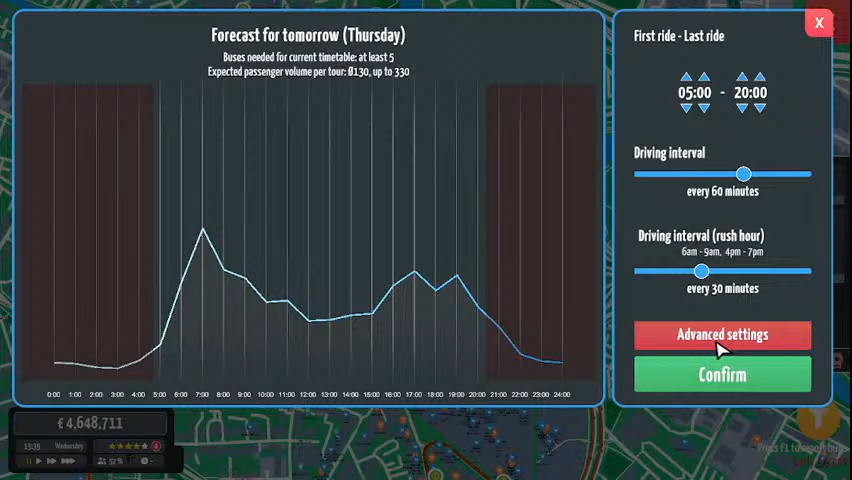 Forecast for tomorrow (Thursday)
Buses needed for current timetable: at least 5
Expected passenger volume per tour: Ø130, up to 330
0:00 1:00 2:00 3:00 4:00 5:00 6:00 7:00 8:00 9:00 10:00 11:00 12:00 13:00 14:00 15:00 16:00 17:00 18:00 19:00 20:00 21:00 22:00 23:00 24:00
X
First ride - Last ride
05:00 - 20:00
Driving interval
every 60 minutes
Driving interval (rush hour)
6am - 9am, 4pm - 7pm
every 30 minutes
Advanced settings
Confirm
€ 4,648,711
13:39 Wednesday
52 %
Press F1 to